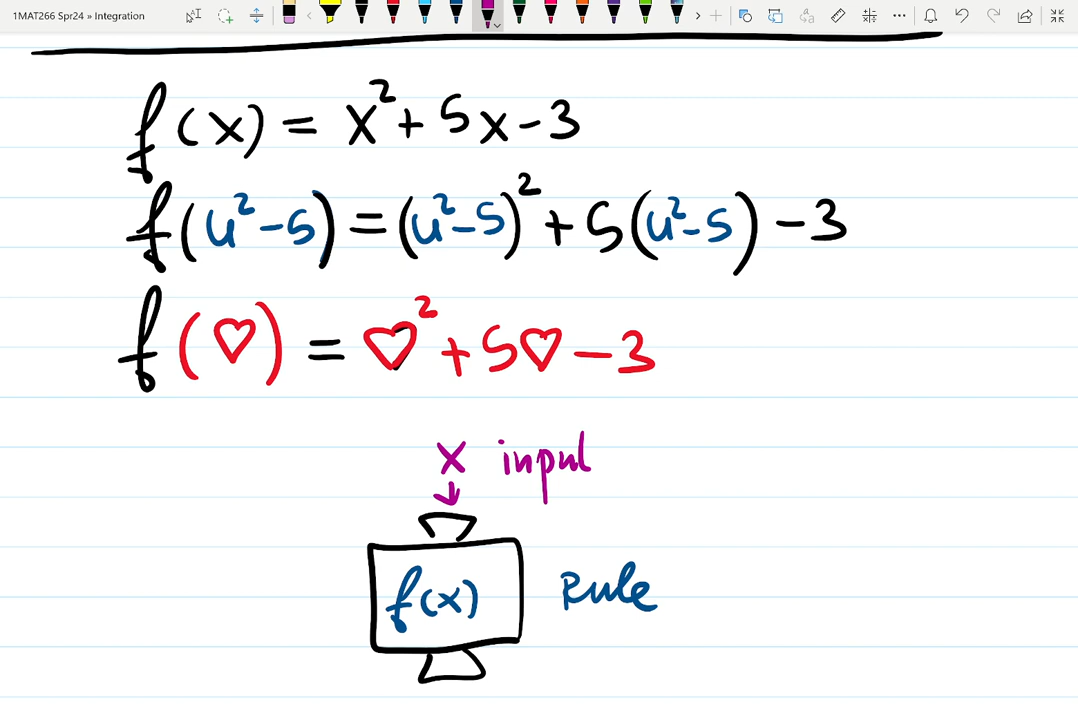 1MAT266 Spr24 » Integration
f(x) = x² + 5x - 3
f(u² - 5) = (u² - 5)² + 5(u² - 5) - 3
f(♡) = ♡² + 5♡ - 3
x input
f(x) Rule